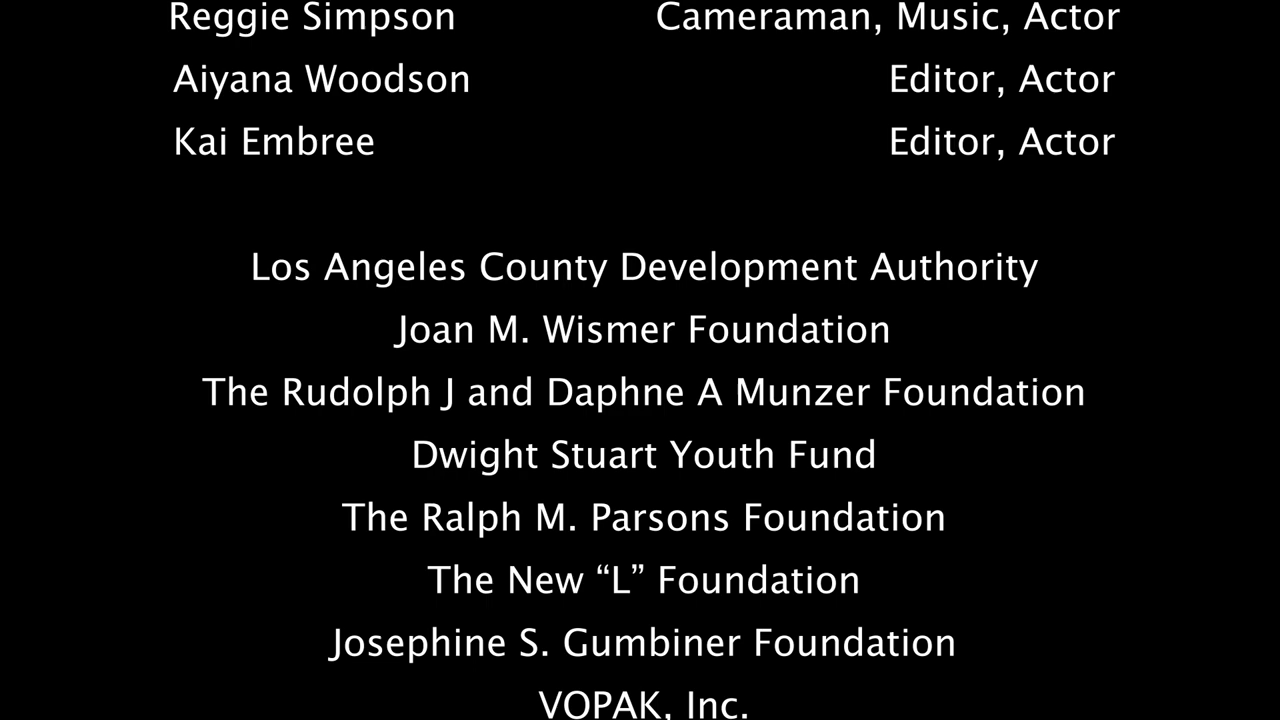 Reggie Simpson Cameraman, Music, Actor
Aiyana Woodson Editor, Actor
Kai Embree Editor, Actor
Los Angeles County Development Authority
Joan M. Wismer Foundation
The Rudolph J and Daphne A Munzer Foundation
Dwight Stuart Youth Fund
The Ralph M. Parsons Foundation
The New “L” Foundation
Josephine S. Gumbiner Foundation
VOPAK, Inc.